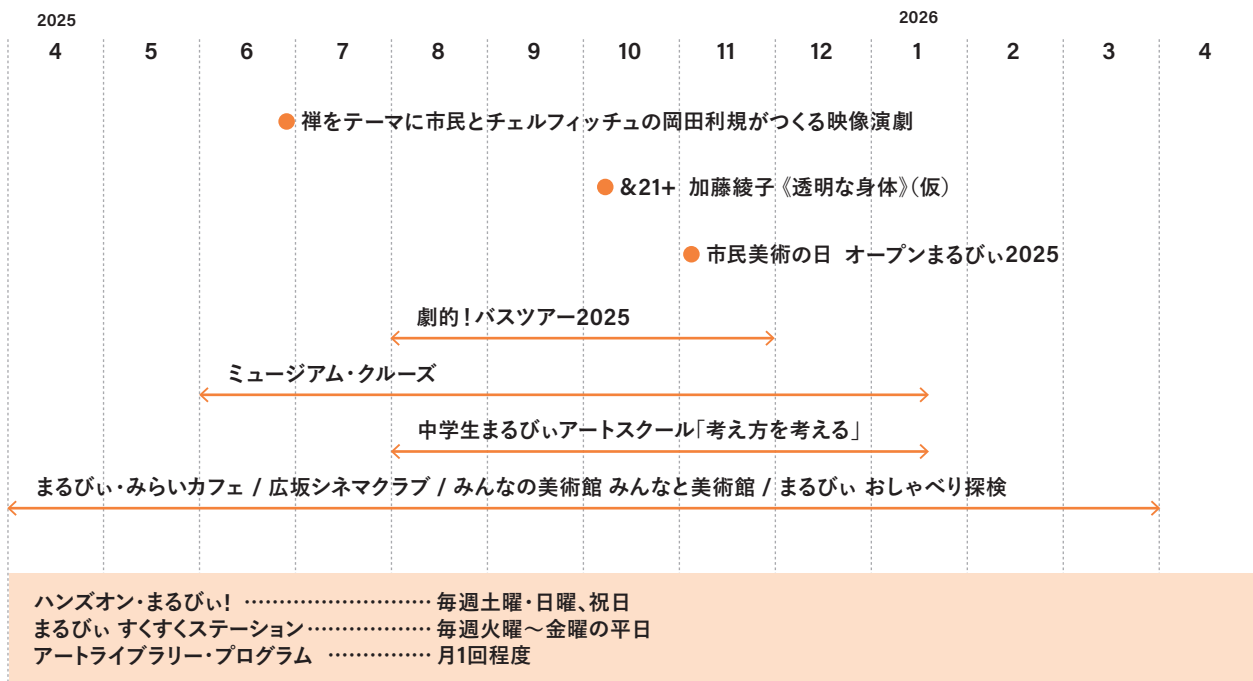 2025
2026
4 5 6 7 8 9 10 11 12 1 2 3 4
禅をテーマに市民とチェルフィッチュの岡田利規がつくる映像演劇
&21+ 加藤綾子《透明な身体》(仮)
市民美術の日 オープンまるびぃ2025
劇的!バスツアー2025
ミュージアム・クルーズ
中学生まるびぃアートスクール「考え方を考える」
まるびぃ・みらいカフェ / 広坂シネマクラブ / みんなの美術館 みんなと美術館 / まるびぃ おしゃべり探検
ハンズオン・まるびぃ! ………………………… 毎週土曜・日曜、祝日
まるびぃ すくすくステーション ……………… 毎週火曜〜金曜の平日
アートライブラリー・プログラム …………… 月1回程度